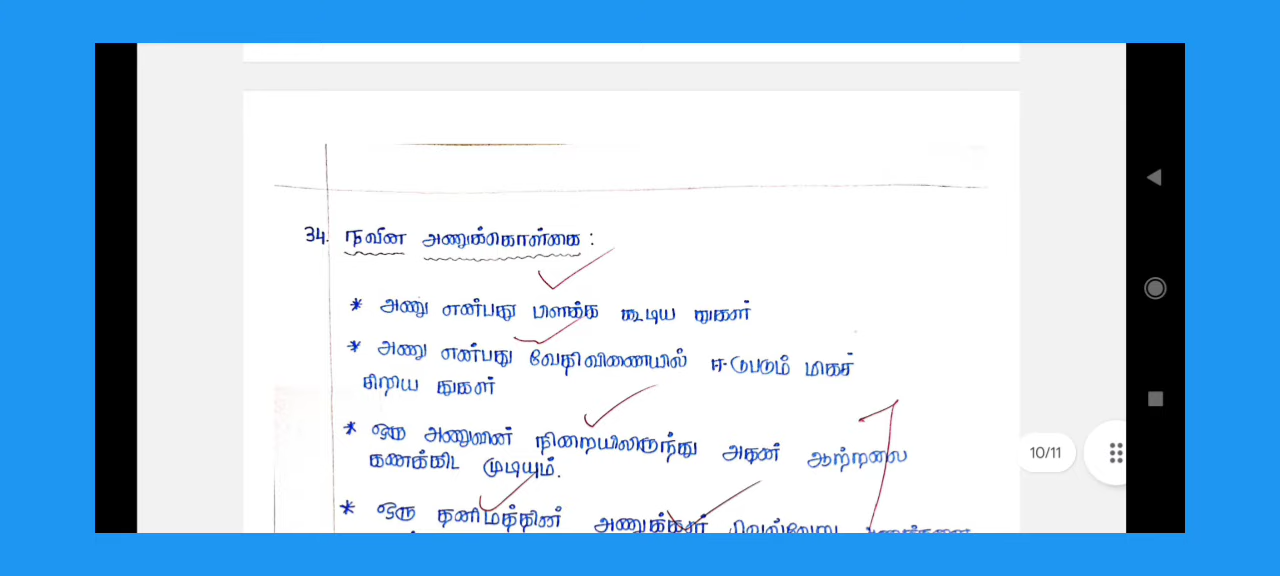 34. நவீன அணுக்கொள்கை :
* அணு என்பது பிளக்க கூடிய துகள்
* அணு என்பது வேதிவிணையில் ஈடுபடும் மிகச்
சிறிய துகள்
* ஒரு அணுவின் நிறையிலிருந்து அதன் ஆற்றலை
கணக்கிட முடியும்.
* ஒரு தனிமத்தின் அணுக்கள் வெவ்வேறு
10/11